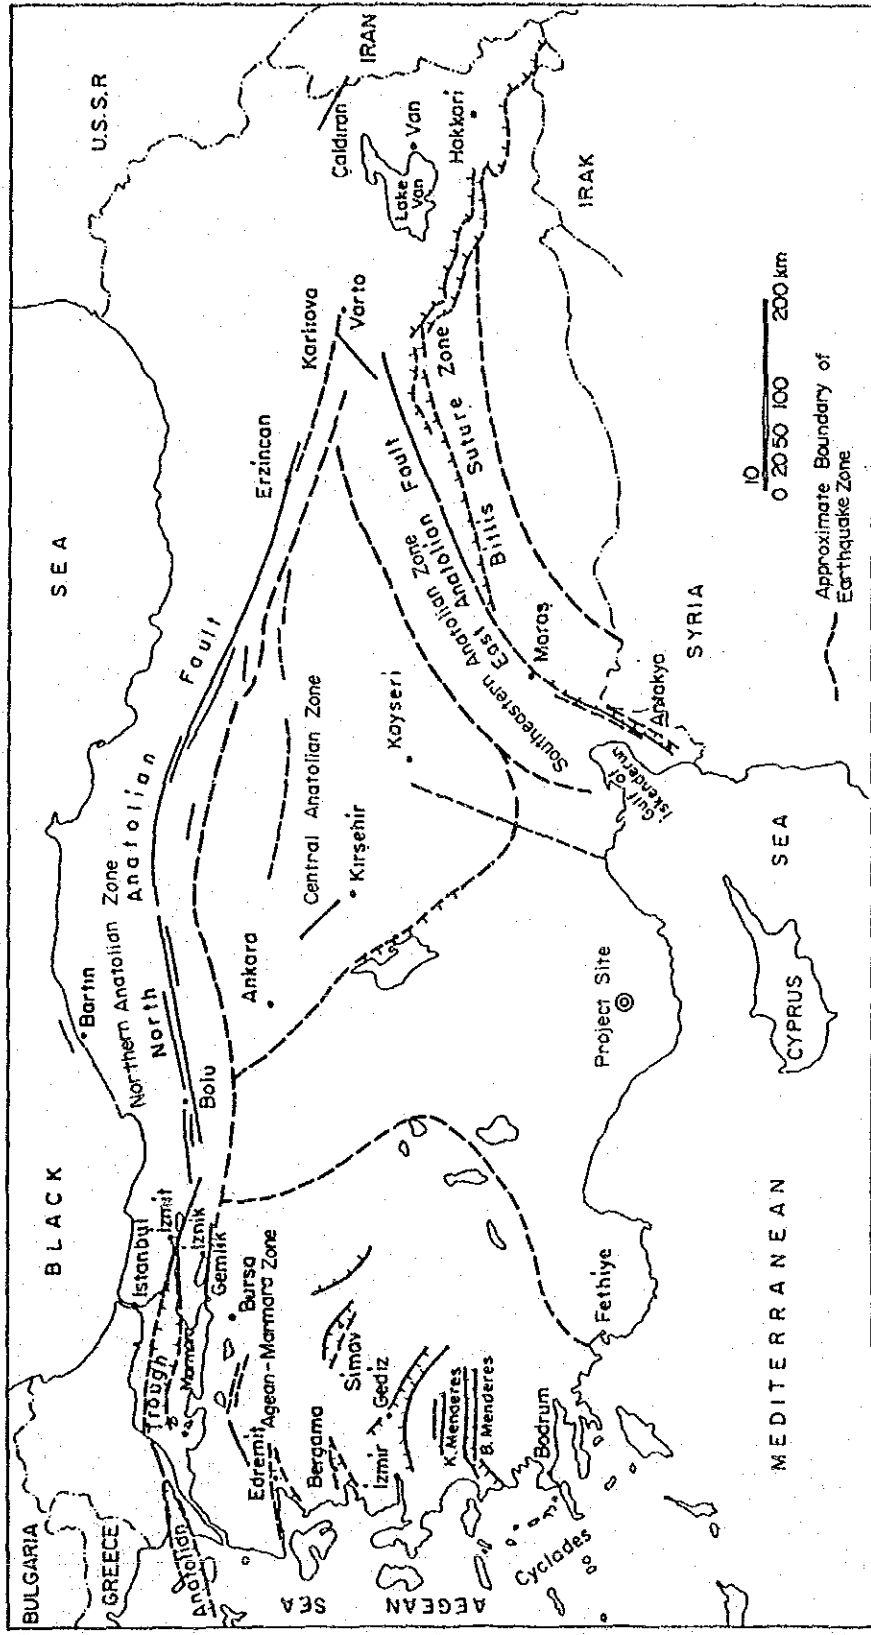 BULGARIA
GREECE
BLACK
SEA
U.S.S.R
IRAN
IRAK
SYRIA
CYPRUS
MEDITERRANEAN
SEA
AEGEAN
SEA
Cyclades
Anatolian
Trough
Marmara
İstanbul
İzmit
İznik
Gemlik
Bursa
Agean-Marmara Zone
Edremit
Bergama
Simav
Gediz
İzmir
K. Menderes
B. Menderes
Bodrum
Fethiye
Bartın
Northern Anatolian Zone
North
Anatolian
Fault
Bolu
Ankara
Central Anatolian Zone
Kırşehir
Kayseri
Erzincan
Karlıova
Varto
Çaldıran
Lake
Van
Van
Hakkari
Southeastern Anatolian Zone
East Anatolian Fault
Bitlis Suture Zone
Maraş
Antakya
Gulf of
İskenderun
Project Site
10
0 20 50 100 200 km
Approximate Boundary of
Earthquake Zone